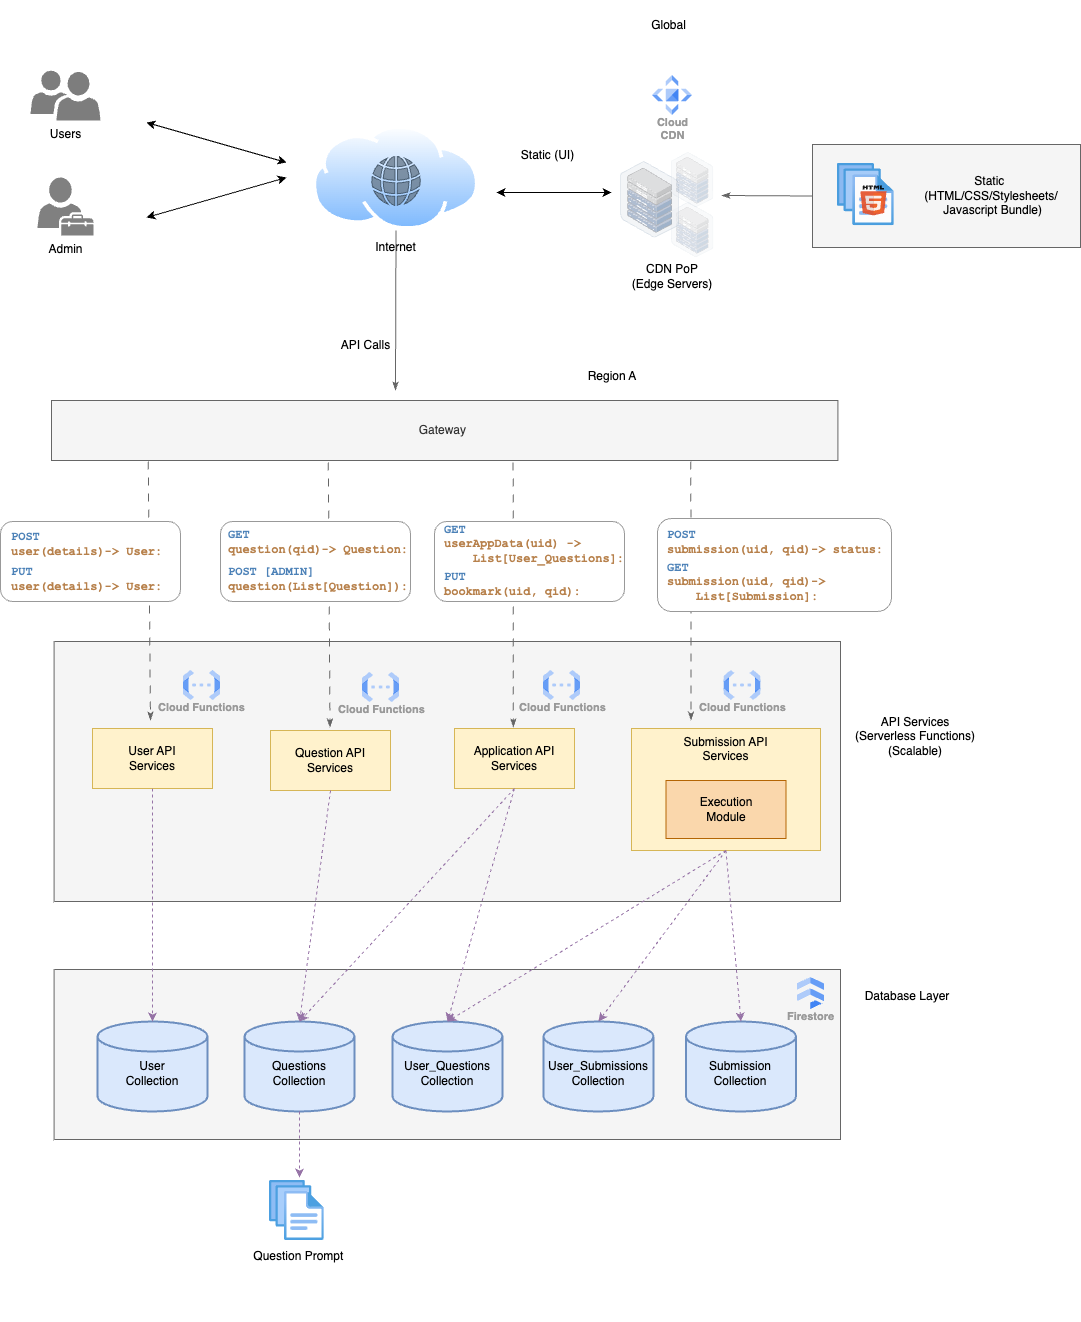 Global
Cloud
CDN
Users
Static (UI)
Static
(HTML/CSS/Stylesheets/
Javascript Bundle)
HTML
5
Admin
Internet
CDN PoP
(Edge Servers)
API Calls
Region A
Gateway
POST
user(details)-> User:
PUT
user(details)-> User:
GET
question(qid)-> Question:
POST [ADMIN]
question(List[Question]):
GET
userAppData(uid) ->
List[User_Questions]:
PUT
bookmark(uid, qid):
POST
submission(uid, qid)-> status:
GET
submission(uid, qid)->
List[Submission]:
Cloud Functions
Cloud Functions
Cloud Functions
Cloud Functions
User API
Services
Question API
Services
Application API
Services
Submission API
Services
Execution
Module
API Services
(Serverless Functions)
(Scalable)
Database Layer
Firestore
User
Collection
Questions
Collection
User_Questions
Collection
User_Submissions
Collection
Submission
Collection
Question Prompt